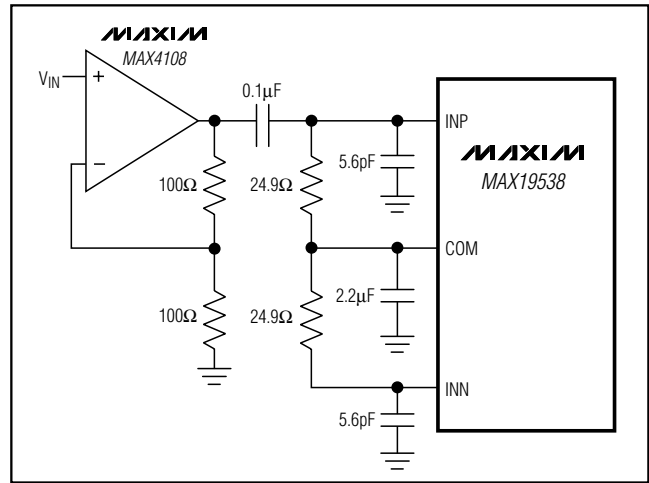 MAXIM
MAX4108
VIN
+
−
0.1μF
100Ω
24.9Ω
5.6pF
INP
MAXIM
MAX19538
COM
2.2μF
100Ω
24.9Ω
INN
5.6pF